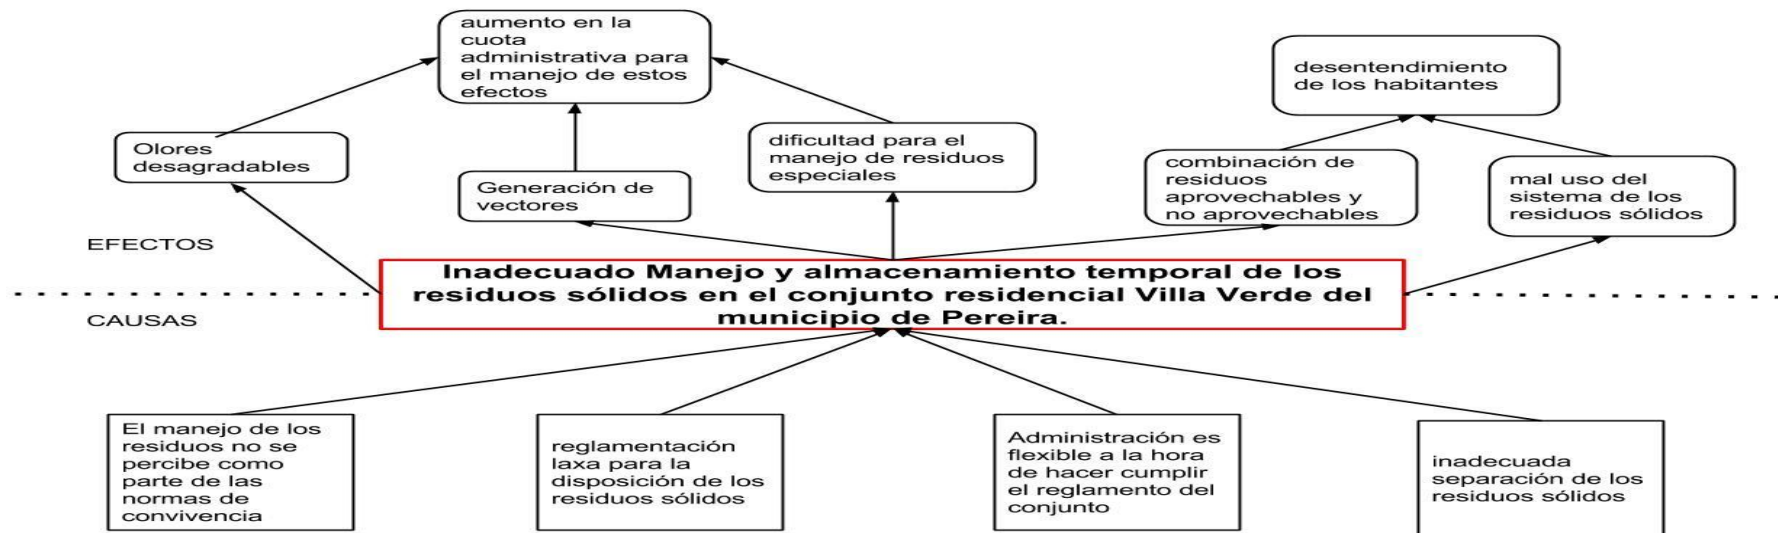 aumento en la
cuota
administrativa para
el manejo de estos
efectos
desentendimiento
de los habitantes
Olores
desagradables
Generación de
vectores
dificultad para el
manejo de residuos
especiales
combinación de
residuos
aprovechables y
no aprovechables
mal uso del
sistema de los
residuos sólidos
EFECTOS
Inadecuado Manejo y almacenamiento temporal de los
residuos sólidos en el conjunto residencial Villa Verde del
municipio de Pereira.
CAUSAS
El manejo de los
residuos no se
percibe como
parte de las
normas de
convivencia
reglamentación
laxa para la
disposición de los
residuos sólidos
Administración es
flexible a la hora
de hacer cumplir
el reglamento del
conjunto
inadecuada
separación de los
residuos sólidos